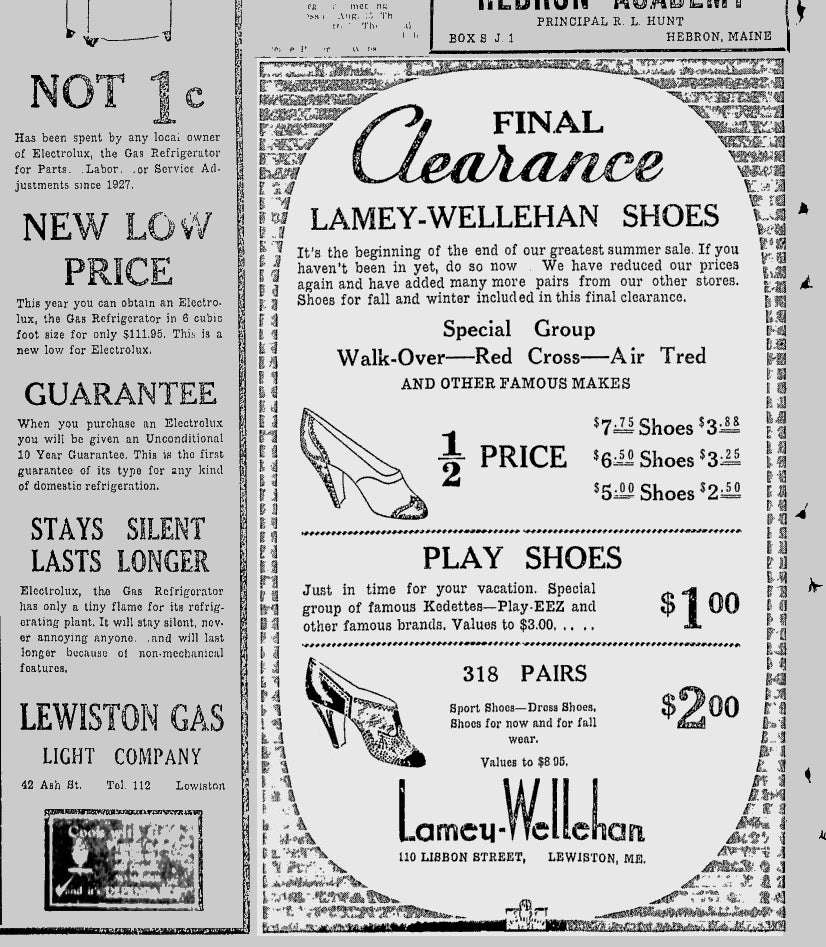 NOT 1c
Has been spent by any local owner
of Electrolux, the Gas Refrigerator
for Parts. .Labor. .or Service Ad-
justments since 1927.
NEW LOW
PRICE
This year you can obtain an Electro-
lux, the Gas Refrigerator in 6 cubic
foot size for only $111.95. This is a
new low for Electrolux.
GUARANTEE
When you purchase an Electrolux
you will be given an Unconditional
10 Year Guarantee. This is the first
guarantee of its type for any kind
of domestic refrigeration.
STAYS SILENT
LASTS LONGER
Electrolux, the Gas Refrigerator
has only a tiny flame for its refrig-
erating plant. It will stay silent, nev-
er annoying anyone. .and will last
longer because of non-mechanical
features.
LEWISTON GAS
LIGHT COMPANY
42 Ash St. Tel. 112 Lewiston
Aug.
HEBRON ACADEMY
PRINCIPAL R. L. HUNT
BOX S J. 1 HEBRON, MAINE
FINAL
Clearance
LAMEY-WELLEHAN SHOES
It's the beginning of the end of our greatest summer sale. If you
haven't been in yet, do so now . We have reduced our prices
again and have added many more pairs from our other stores.
Shoes for fall and winter included in this final clearance.
Special Group
Walk-Over—Red Cross—Air Tred
AND OTHER FAMOUS MAKES
1/2 PRICE
$7.75 Shoes $3.88
$6.50 Shoes $3.25
$5.00 Shoes $2.50
PLAY SHOES
Just in time for your vacation. Special
group of famous Kedettes—Play-EEZ and
other famous brands. Values to $3.00. . . . .
$1.00
318 PAIRS
Sport Shoes—Dress Shoes.
Shoes for now and for fall
wear.
Values to $8.95.
$2.00
Lamey-Wellehan
110 LISBON STREET, LEWISTON, ME.